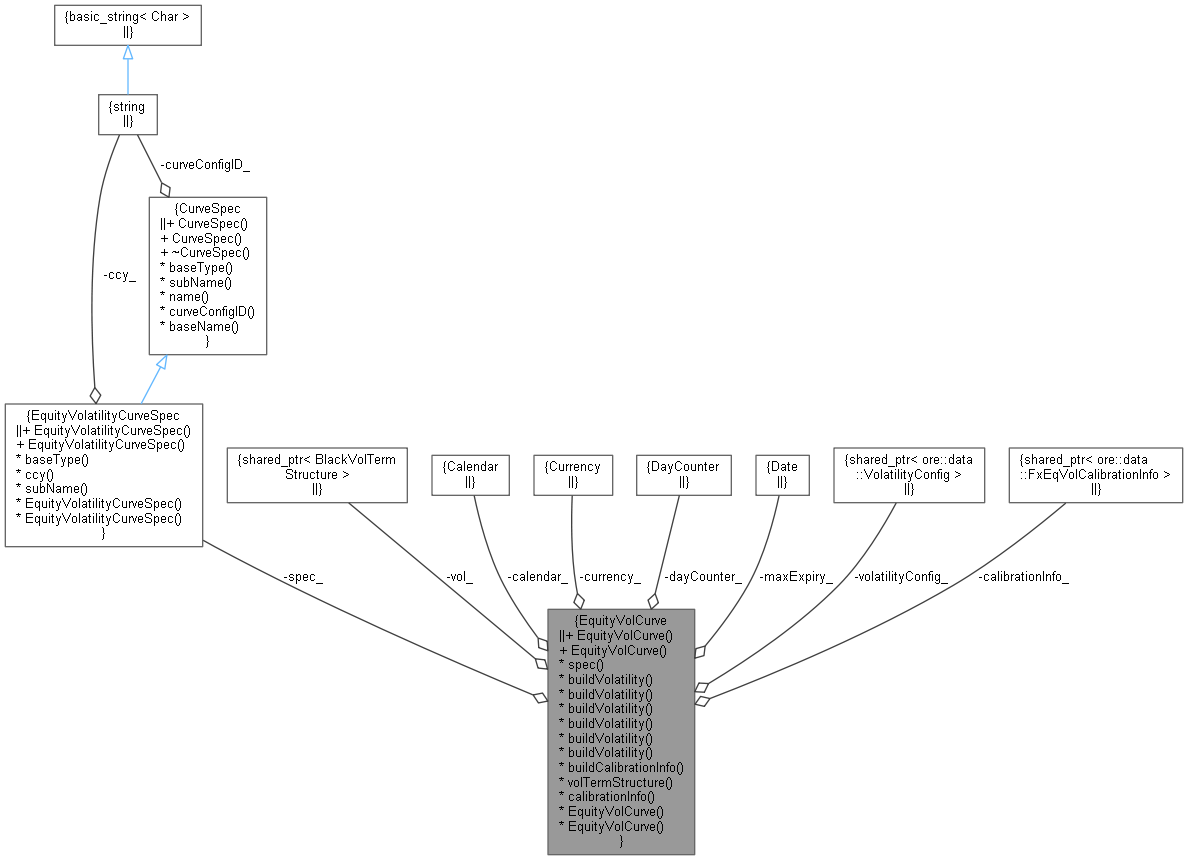 {basic_string< Char >
||}
{string
||}
-curveConfigID_
{CurveSpec
||+ CurveSpec()
+ CurveSpec()
+ ~CurveSpec()
* baseType()
* subName()
* name()
* curveConfigID()
* baseName()
}
-ccy_
{EquityVolatilityCurveSpec
||+ EquityVolatilityCurveSpec()
+ EquityVolatilityCurveSpec()
* baseType()
* ccy()
* subName()
* EquityVolatilityCurveSpec()
* EquityVolatilityCurveSpec()
}
{shared_ptr< BlackVolTerm
Structure >
||}
{Calendar
||}
{Currency
||}
{DayCounter
||}
{Date
||}
{shared_ptr< ore::data
::VolatilityConfig >
||}
{shared_ptr< ore::data
::FxEqVolCalibrationInfo >
||}
-spec_
-vol_
-calendar_
-currency_
-dayCounter_
-maxExpiry_
-volatilityConfig_
-calibrationInfo_
{EquityVolCurve
||+ EquityVolCurve()
+ EquityVolCurve()
* spec()
* buildVolatility()
* buildVolatility()
* buildVolatility()
* buildVolatility()
* buildVolatility()
* buildVolatility()
* buildCalibrationInfo()
* volTermStructure()
* calibrationInfo()
* EquityVolCurve()
* EquityVolCurve()
}